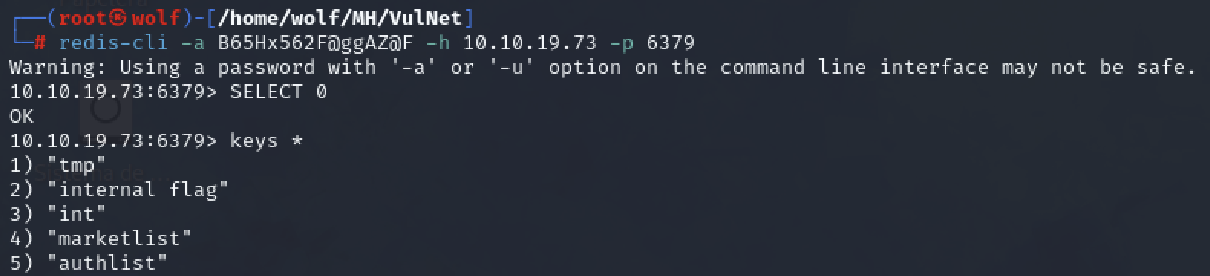 ┌──(root㉿wolf)-[/home/wolf/MH/VulNet]
└─# redis-cli -a B65Hx562F@ggAZ@F -h 10.10.19.73 -p 6379
Warning: Using a password with '-a' or '-u' option on the command line interface may not be safe.
10.10.19.73:6379> SELECT 0
OK
10.10.19.73:6379> keys *
1) "tmp"
2) "internal flag"
3) "int"
4) "marketlist"
5) "authlist"